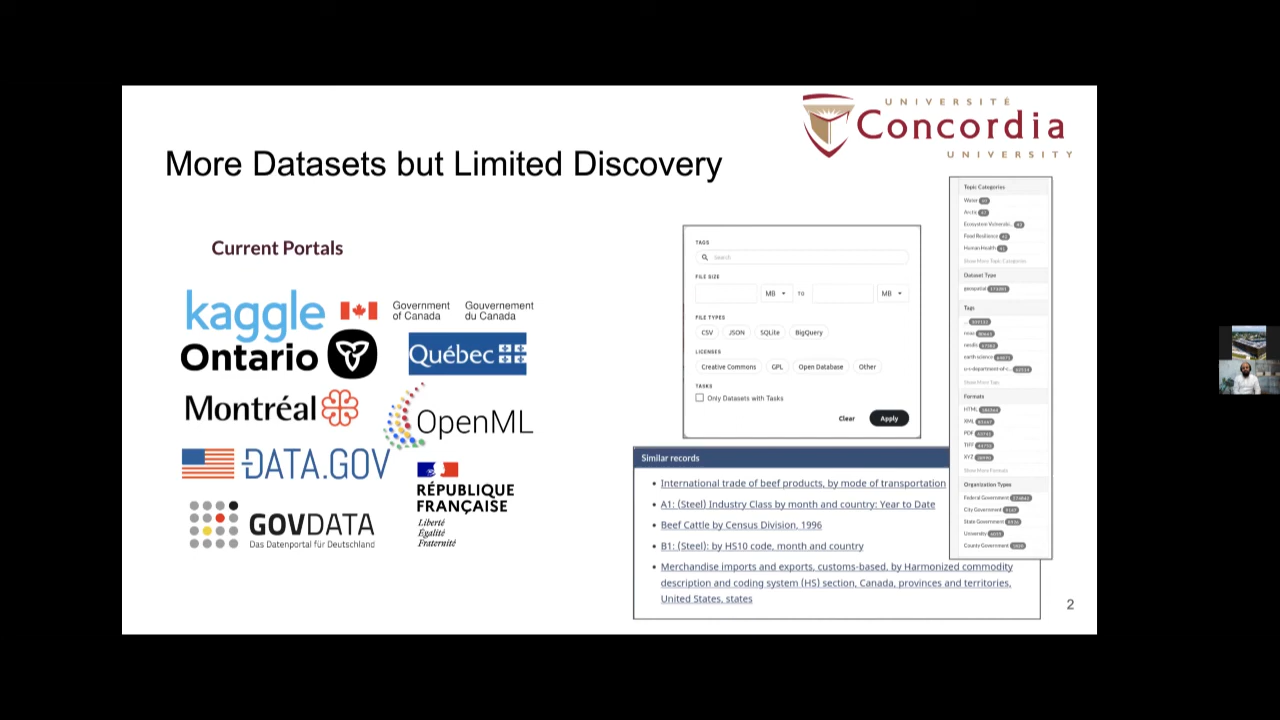 UNIVERSITÉ
Concordia
UNIVERSITY
More Datasets but Limited Discovery
Current Portals
kaggle
Government of Canada
Gouvernement du Canada
Ontario
Québec
Montréal
OpenML
DATA.GOV
RÉPUBLIQUE
FRANÇAISE
Liberté
Égalité
Fraternité
GOVDATA
Das Datenportal für Deutschland
TAGS
Search
FILE SIZE
MB TO MB
FILE TYPES
CSV JSON SQLite BigQuery
LICENSES
Creative Commons GPL Open Database Other
TASKS
Only Datasets with Tasks
Clear Apply
Similar records
International trade of beef products, by mode of transportation
A1: (Steel) Industry Class by month and country: Year to Date
Beef Cattle by Census Division, 1996
B1: (Steel): by HS10 code, month and country
Merchandise imports and exports, customs-based, by Harmonized commodity
description and coding system (HS) section, Canada, provinces and territories,
United States, states
Topic Categories
Water
Arctic
Ecosystem
Food Resilience
Human Health
Show More Topic Categories
Dataset Type
geospatial
Tags
earth science
Show More Tags
Formats
HTML
XML
PDF
TIFF
XYZ
Show More Formats
Organization Types
Federal Government
City Government
State Government
University
County Government
2